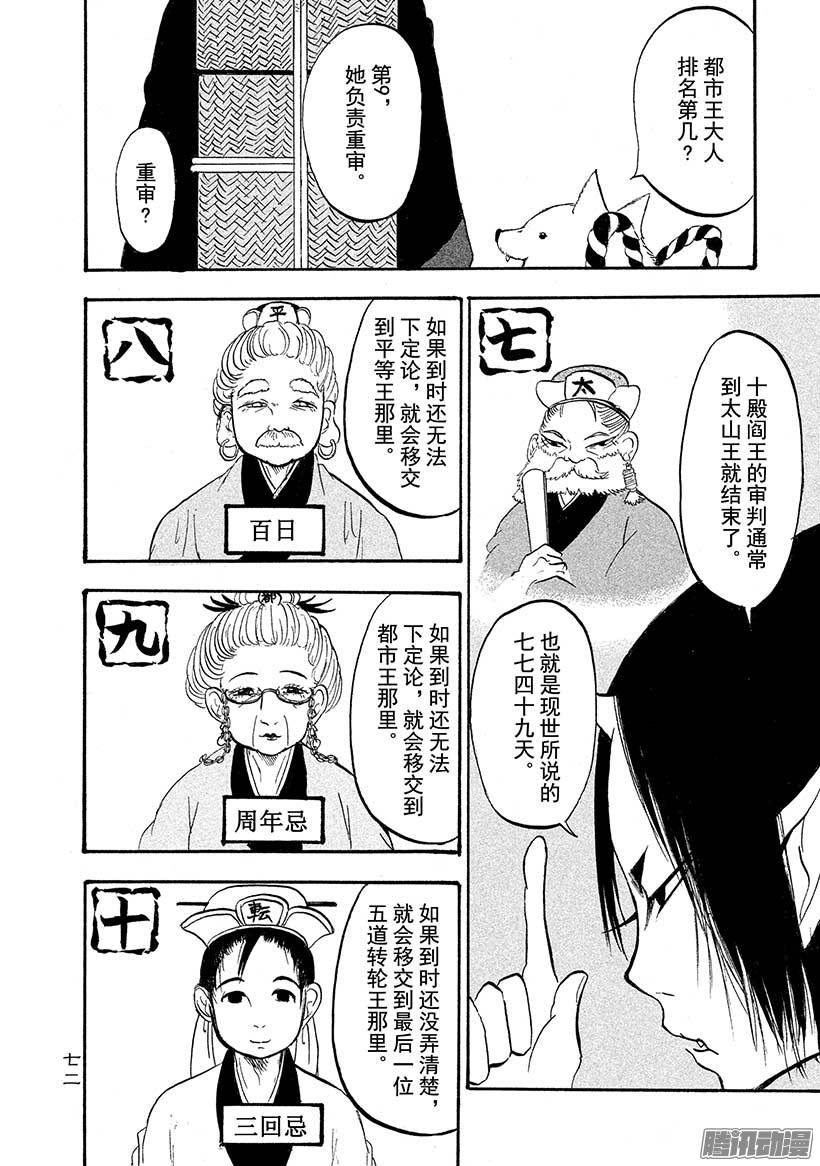 都市王大人
排名第几？
第9，
她负责重审。
重审？
七
太
十殿阎王的审判通常
到太山王就结束了。
也就是现世所说的
七七四十九天。
八
平
如果到时还无法
下定论，就会移交
到平等王那里。
百日
九
都
如果到时还无法
下定论，就会移交到
都市王那里。
周年忌
十
転
如果到时还没弄清楚，
就会移交到最后一位
五道转轮王那里。
三回忌
七二
腾讯动漫